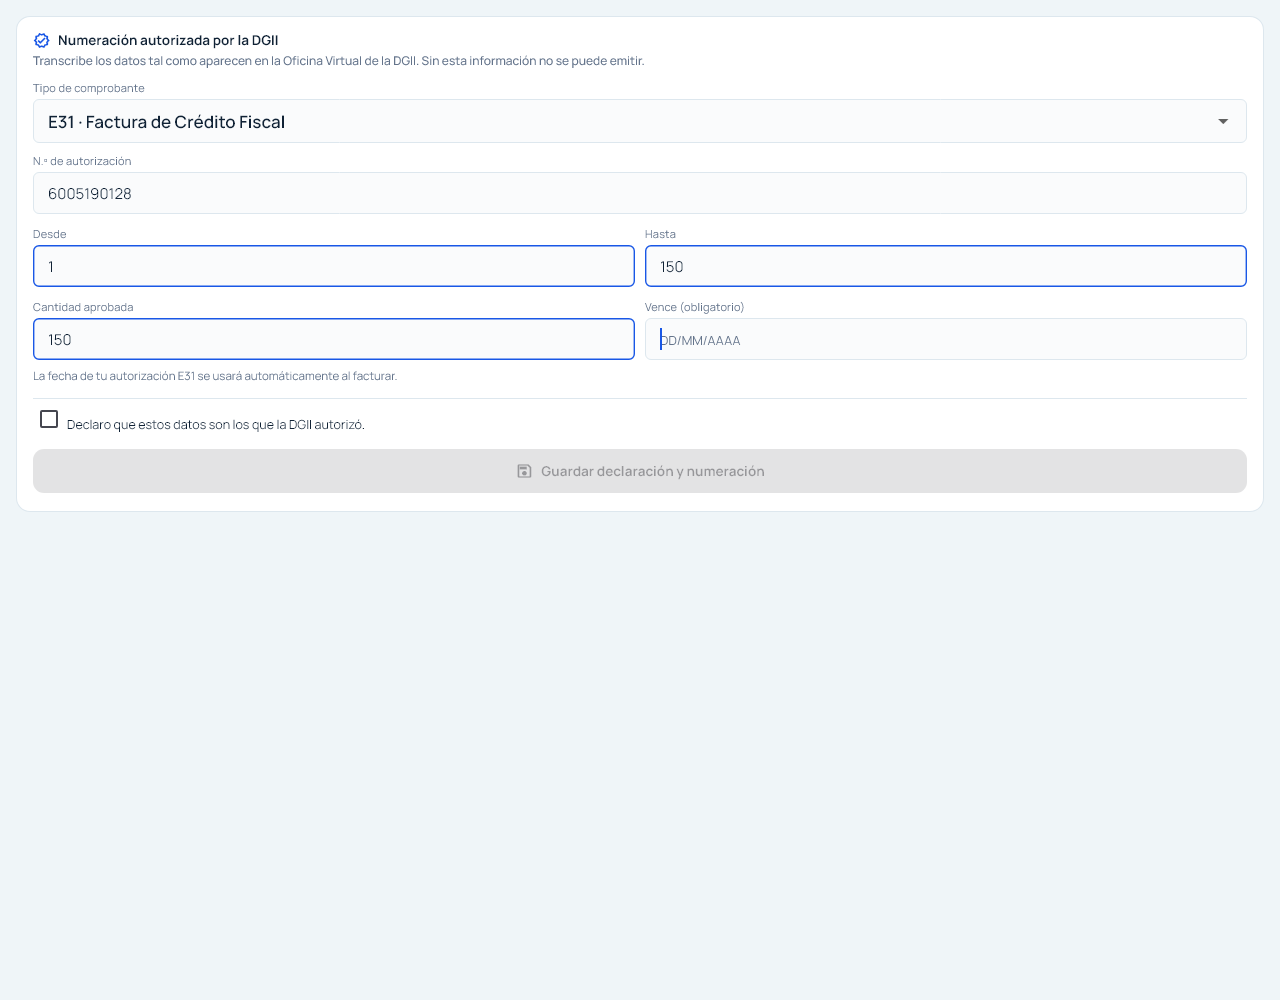 Numeración autorizada por la DGII
Transcribe los datos tal como aparecen en la Oficina Virtual de la DGII. Sin esta información no se puede emitir.
Tipo de comprobante
E31 · Factura de Crédito Fiscal
N.º de autorización
6005190128
Desde
Hasta
1
150
Cantidad aprobada
Vence (obligatorio)
150
DD/MM/AAAA
La fecha de tu autorización E31 se usará automáticamente al facturar.
Declaro que estos datos son los que la DGII autorizó.
Guardar declaración y numeración